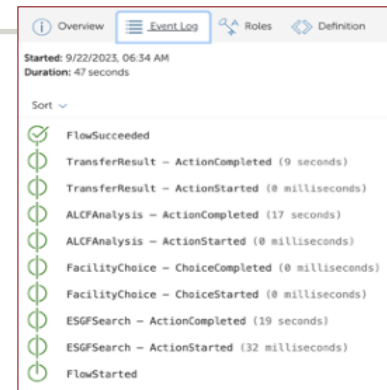 Overview Event Log Roles Definition
Started: 9/22/2023, 06:34 AM
Duration: 47 seconds
Sort
FlowSucceeded
TransferResult – ActionCompleted (9 seconds)
TransferResult – ActionStarted (0 milliseconds)
ALCFAnalysis – ActionCompleted (17 seconds)
ALCFAnalysis – ActionStarted (0 milliseconds)
FacilityChoice – ChoiceCompleted (0 milliseconds)
FacilityChoice – ChoiceStarted (0 milliseconds)
ESGFSearch – ActionCompleted (19 seconds)
ESGFSearch – ActionStarted (32 milliseconds)
FlowStarted